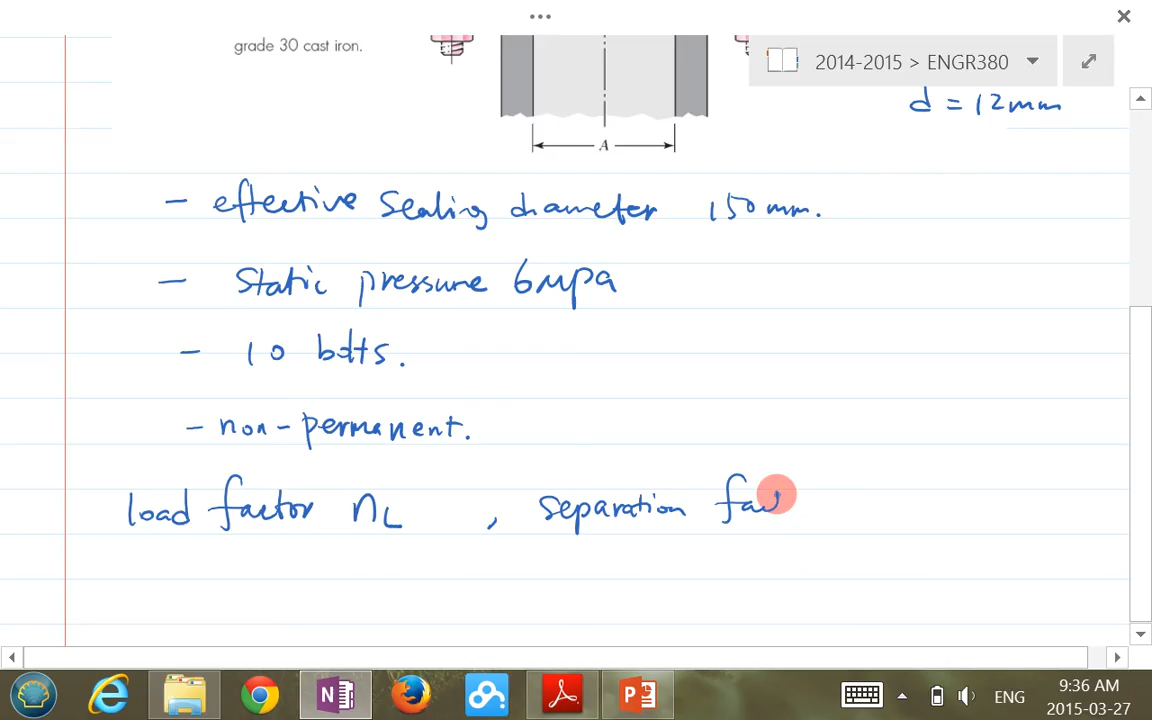 grade 30 cast iron.
2014-2015 > ENGR380
d = 12mm
A
- effective sealing diameter 150mm.
- Static pressure 6mpa
- 10 bolts.
- non-permanent.
load factor nL , separation fac
N
P
ENG
9:36 AM
2015-03-27